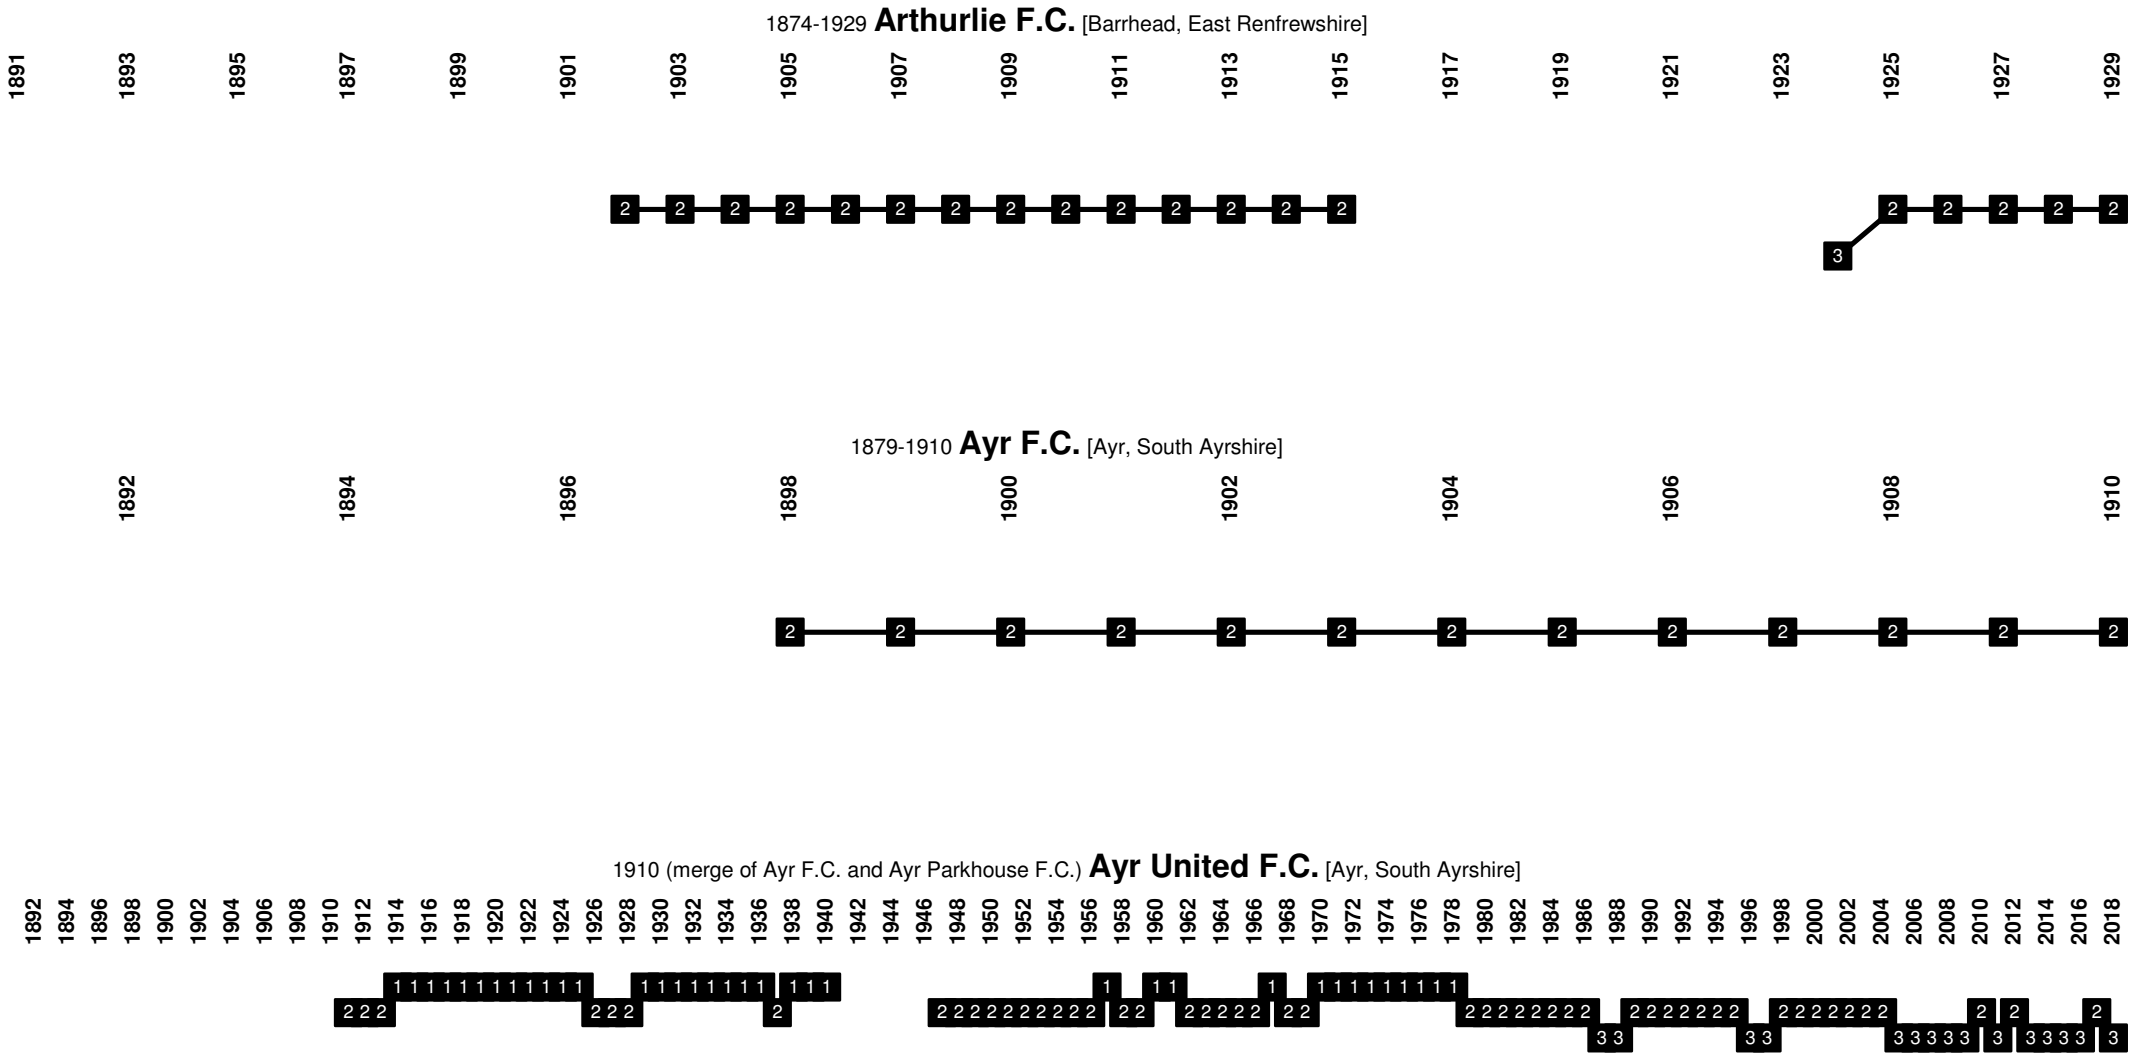 1874-1929 Arthurlie F.C. [Barrhead, East Renfrewshire]
1891 1893 1895 1897 1899 1901 1903 1905 1907 1909 1911 1913 1915 1917 1919 1921 1923 1925 1927 1929
2 2 2 2 2 2 2 2 2 2 2 2 2 2 2 2 2 2 2
3
1879-1910 Ayr F.C. [Ayr, South Ayrshire]
1892 1894 1896 1898 1900 1902 1904 1906 1908 1910
2 2 2 2 2 2 2 2 2 2 2 2 2
1910 (merge of Ayr F.C. and Ayr Parkhouse F.C.) Ayr United F.C. [Ayr, South Ayrshire]
1892 1894 1896 1898 1900 1902 1904 1906 1908 1910 1912 1914 1916 1918 1920 1922 1924 1926 1928 1930 1932 1934 1936 1938 1940 1942 1944 1946 1948 1950 1952 1954 1956 1958 1960 1962 1964 1966 1968 1970 1972 1974 1976 1978 1980 1982 1984 1986 1988 1990 1992 1994 1996 1998 2000 2002 2004 2006 2008 2010 2012 2014 2016 2018
1 1 1 1 1 1 1 1 1 1 1 1 1 1 1 1 1 1 1 1 1 1 1 1 1 1 1 1 1 1 1 1 1 1 1 1
2 2 2 2 2 2 2 2 2 2 2 2 2 2 2 2 2 2 2 2 2 2 2 2 2 2 2 2 2 2 2 2 2 2 2 2 2 2 2 2 2 2 2 2 2 2 2 2 2 2 2
3 3 3 3 3 3 3 3 3 3 3 3 3 3 3